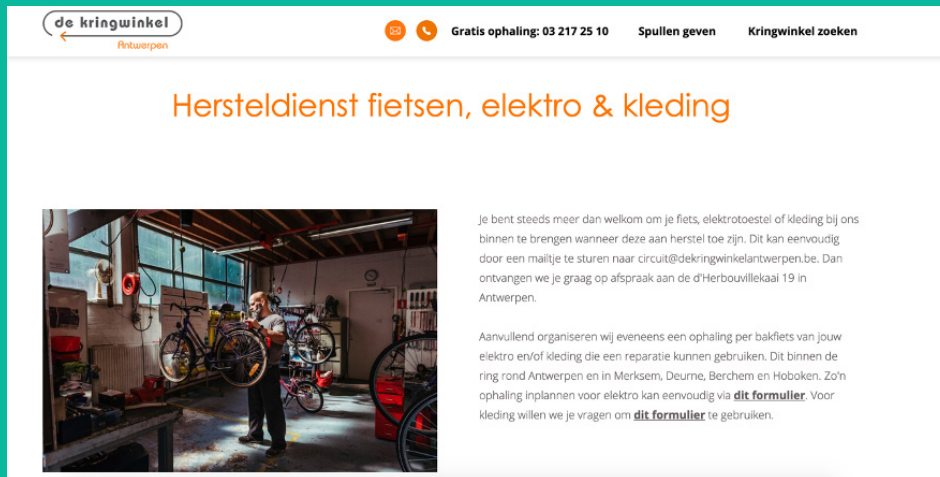 de kringwinkel
Antwerpen
Gratis ophaling: 03 217 25 10 Spullen geven Kringwinkel zoeken
Hersteldienst fietsen, elektro & kleding
Je bent steeds meer dan welkom om je fiets, elektrotoestel of kleding bij ons
binnen te brengen wanneer deze aan herstel toe zijn. Dit kan eenvoudig
door een mailtje te sturen naar circuit@dekringwinkelantwerpen.be. Dan
ontvangen we je graag op afspraak aan de d'Herbouvillekaai 19 in
Antwerpen.
Aanvullend organiseren wij eveneens een ophaling per bakfiets van jouw
elektro en/of kleding die een reparatie kunnen gebruiken. Dit binnen de
ring rond Antwerpen en in Merksem, Deurne, Berchem en Hoboken. Zo'n
ophaling inplannen voor elektro kan eenvoudig via dit formulier. Voor
kleding willen we je vragen om dit formulier te gebruiken.